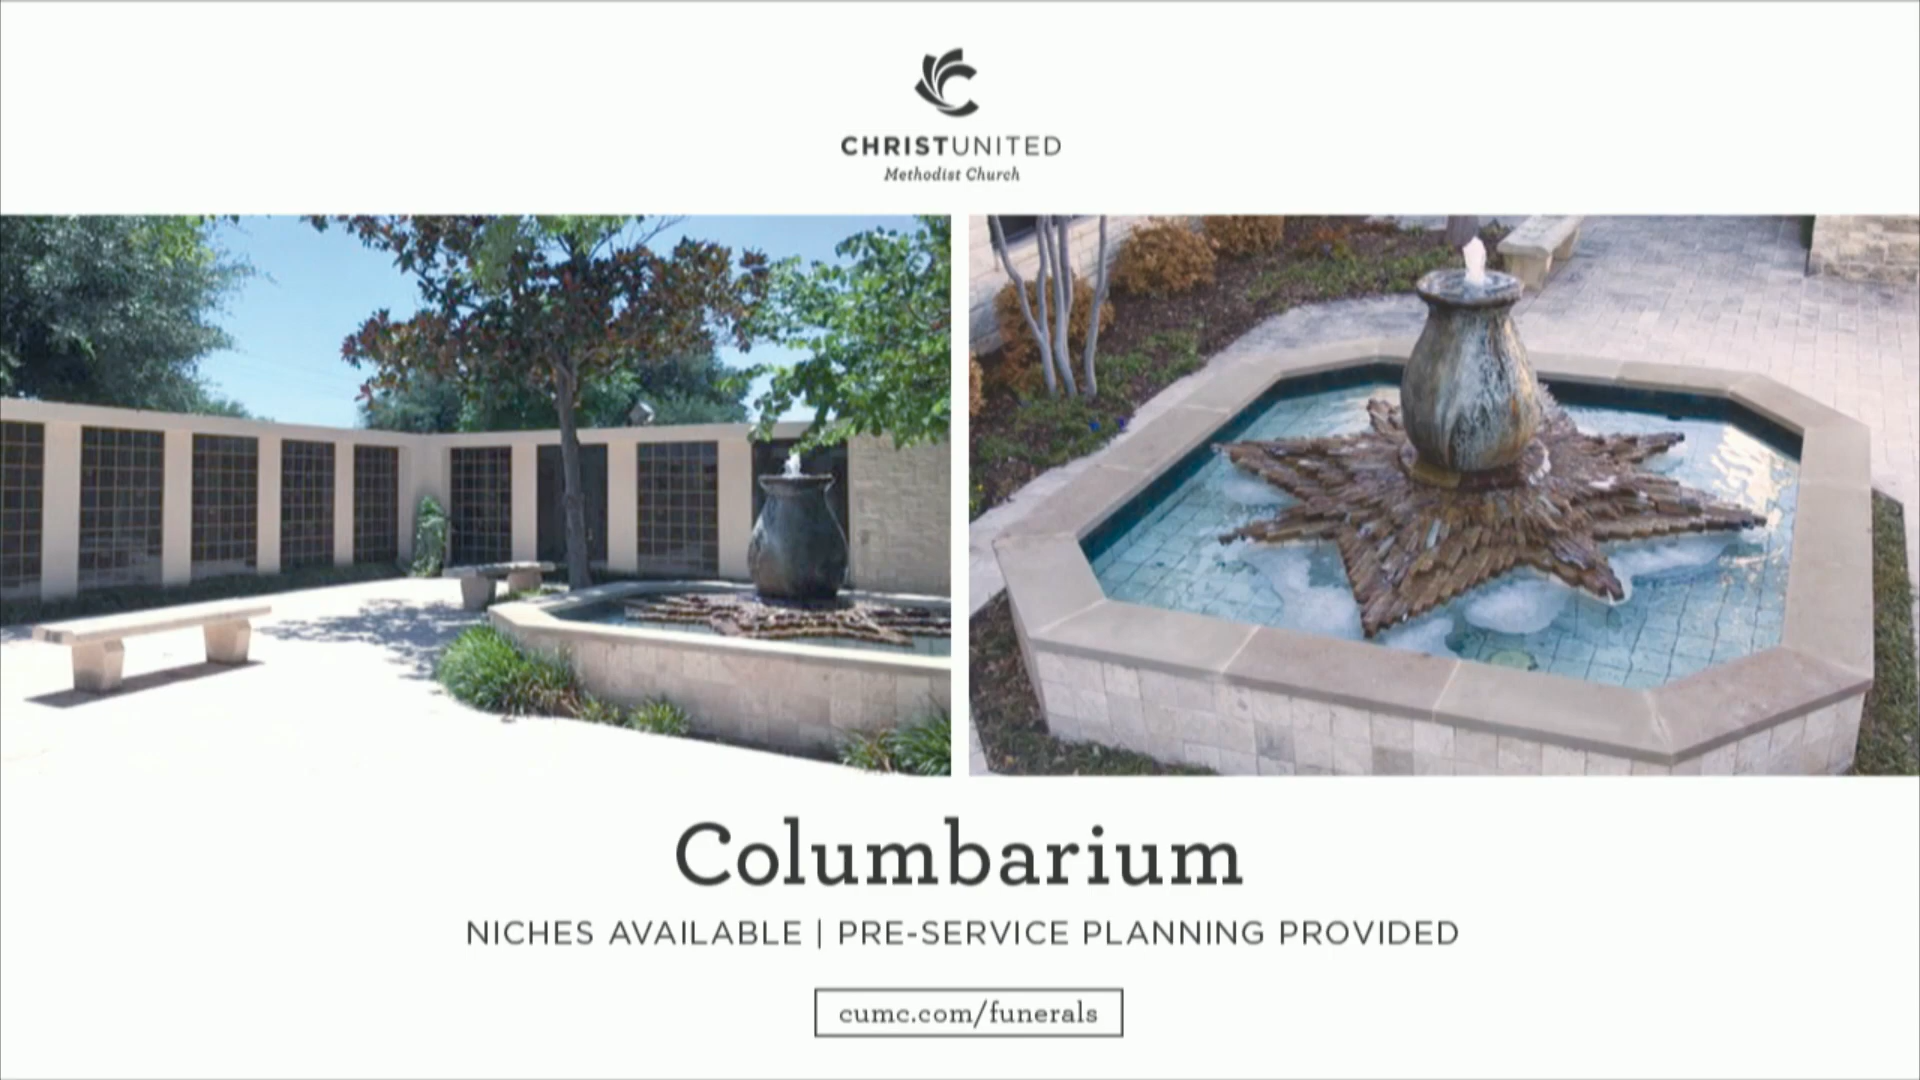 CHRISTUNITED
Methodist Church
Columbarium
NICHES AVAILABLE | PRE-SERVICE PLANNING PROVIDED
cumc.com/funerals